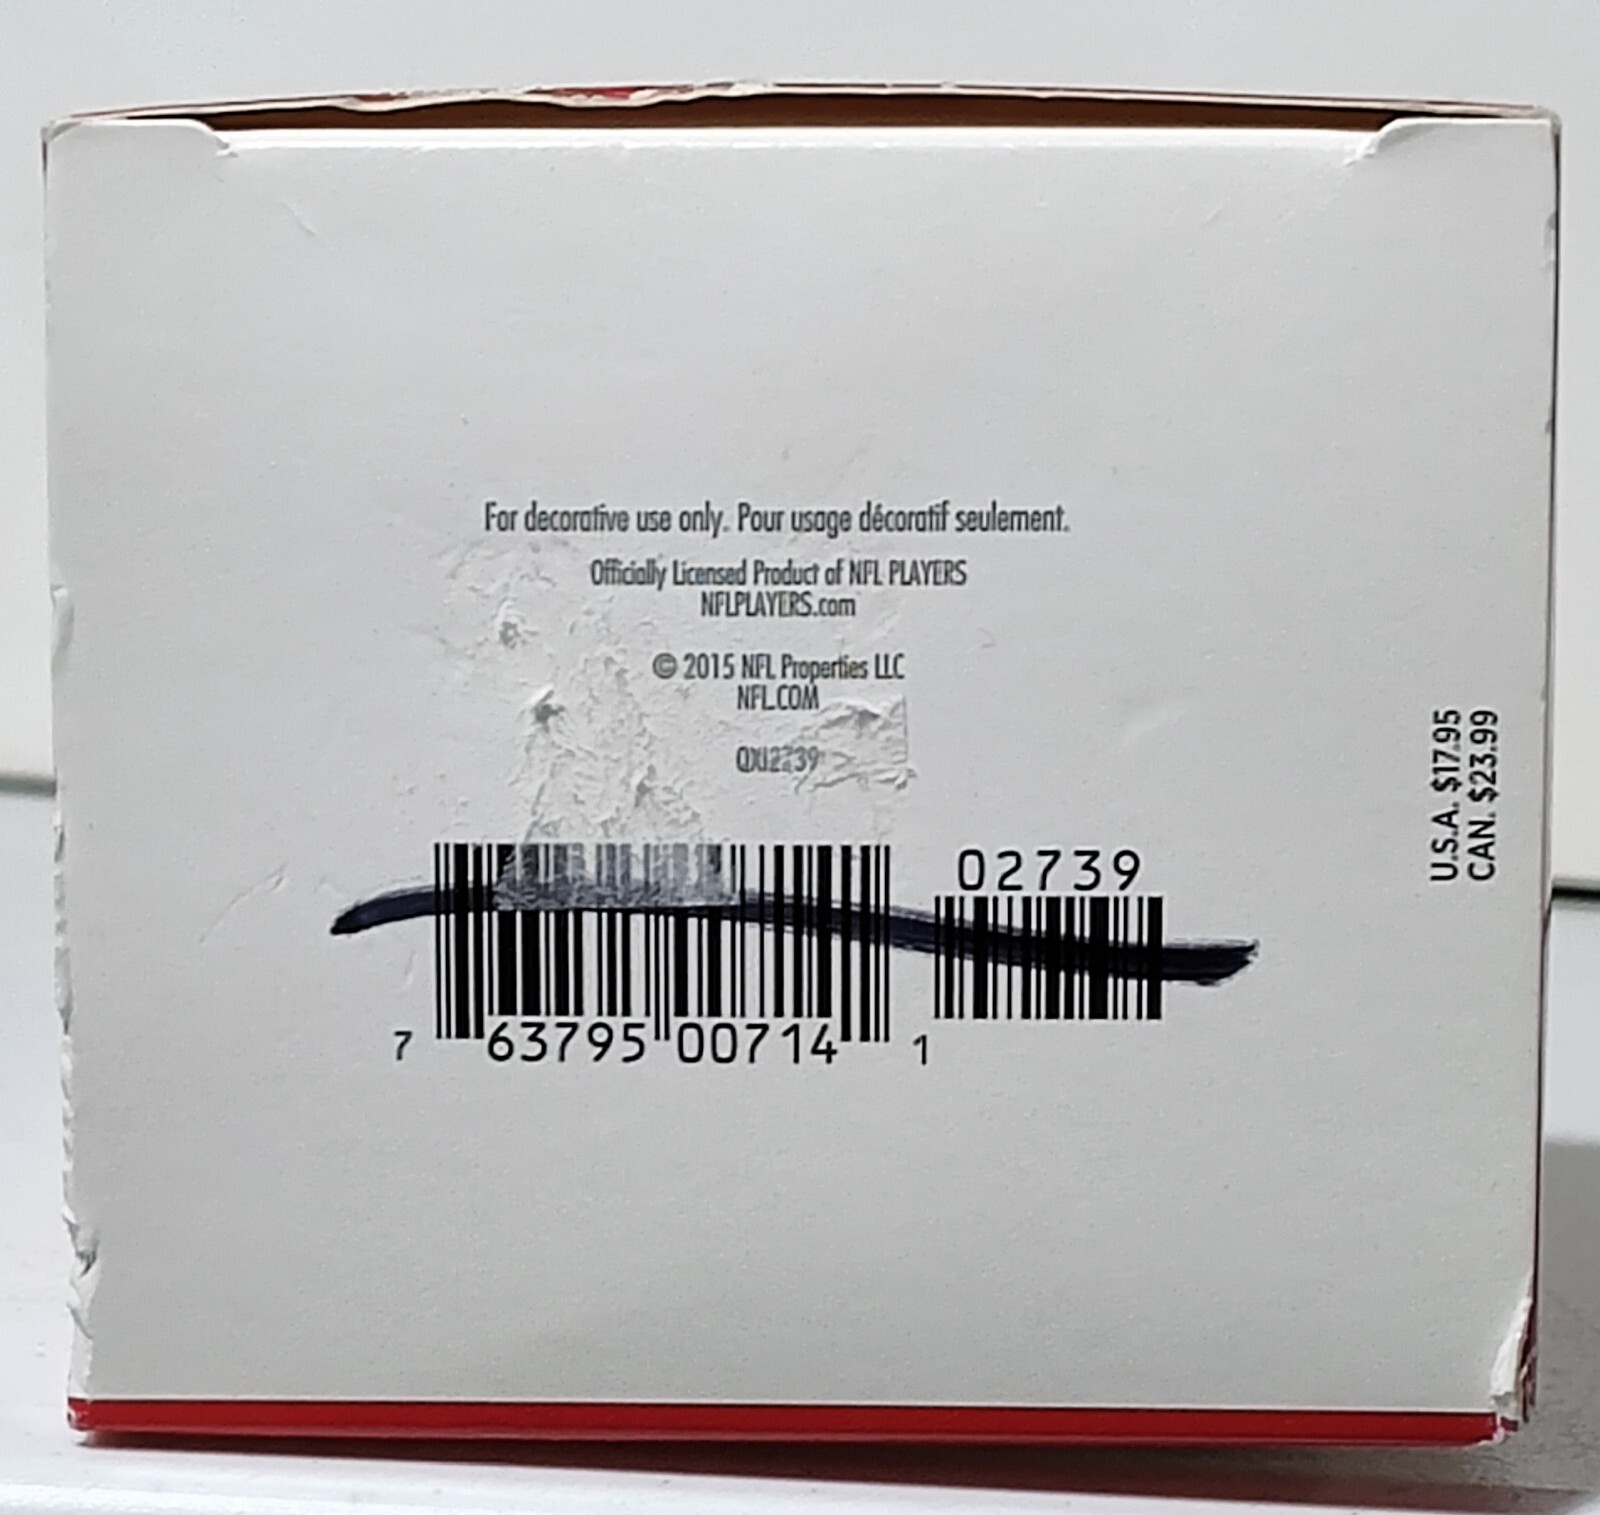 For decorative use only. Pour usage décoratif seulement.
Officially Licensed Product of NFL PLAYERS
NFLPLAYERS.com
© 2015 NFL Properties LLC
NFL.COM
QXI2739
02739
7 63795 00714 1
U.S.A. $17.95
CAN. $23.99